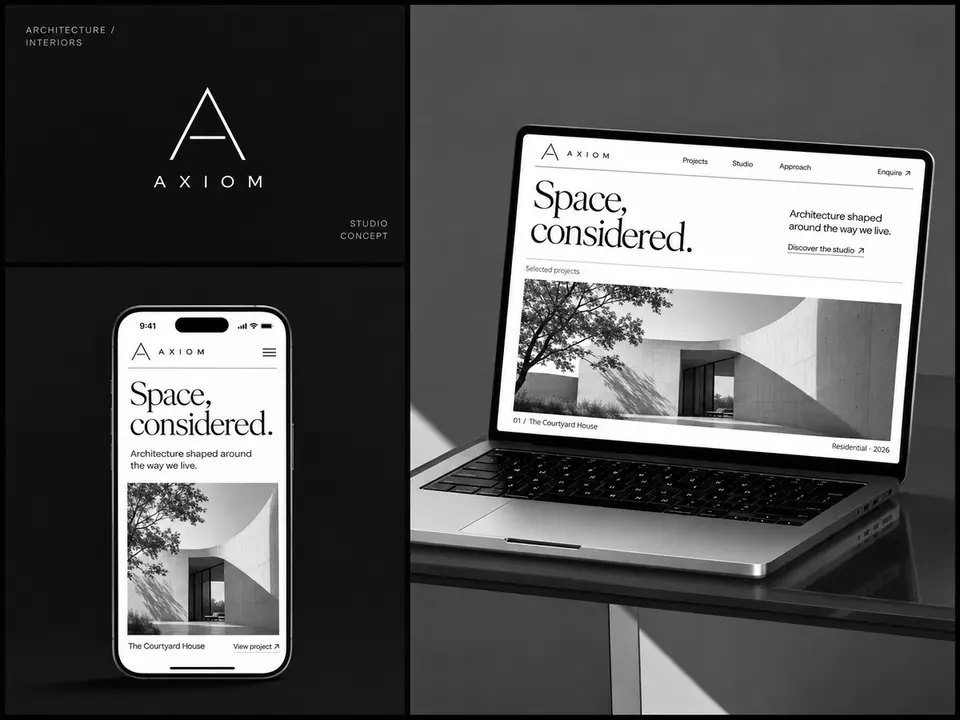 ARCHITECTURE /
INTERIORS
AXIOM
STUDIO
CONCEPT
9:41
AXIOM
Space,
considered.
Architecture shaped around
the way we live.
The Courtyard House
View project ↗
AXIOM
Projects
Studio
Approach
Enquire ↗
Space,
considered.
Architecture shaped
around the way we live.
Discover the studio ↗
Selected projects
01 / The Courtyard House
Residential - 2026